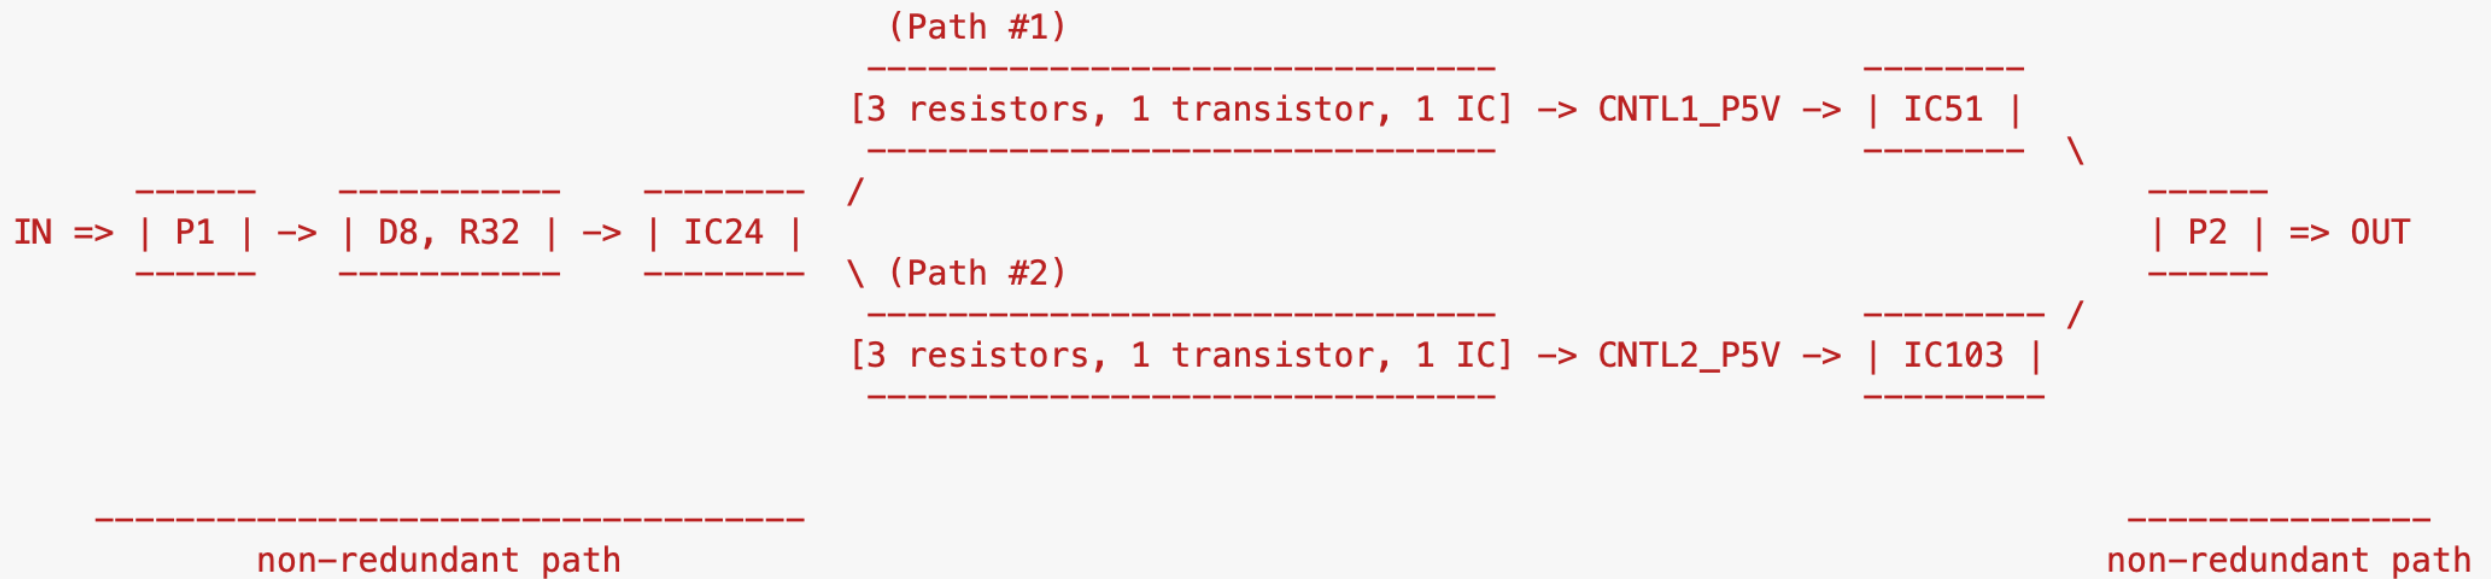 (Path #1)
------------------------------- --------
[3 resistors, 1 transistor, 1 IC] -> CNTL1_P5V -> | IC51 |
------------------------------- -------- \
------ ----------- -------- / ------
IN => | P1 | -> | D8, R32 | -> | IC24 | | P2 | => OUT
------ ----------- -------- \ (Path #2) ------
------------------------------- --------- /
[3 resistors, 1 transistor, 1 IC] -> CNTL2_P5V -> | IC103 |
------------------------------- ---------
----------------------------------- ---------------
non-redundant path non-redundant path